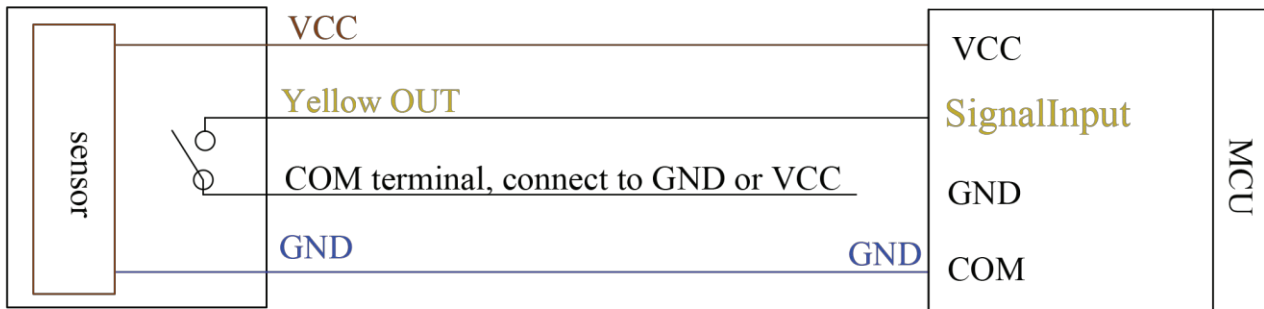 VCC
VCC
Yellow OUT
SignalInput
sensor
COM terminal, connect to GND or VCC
GND
MCU
GND
GND
COM